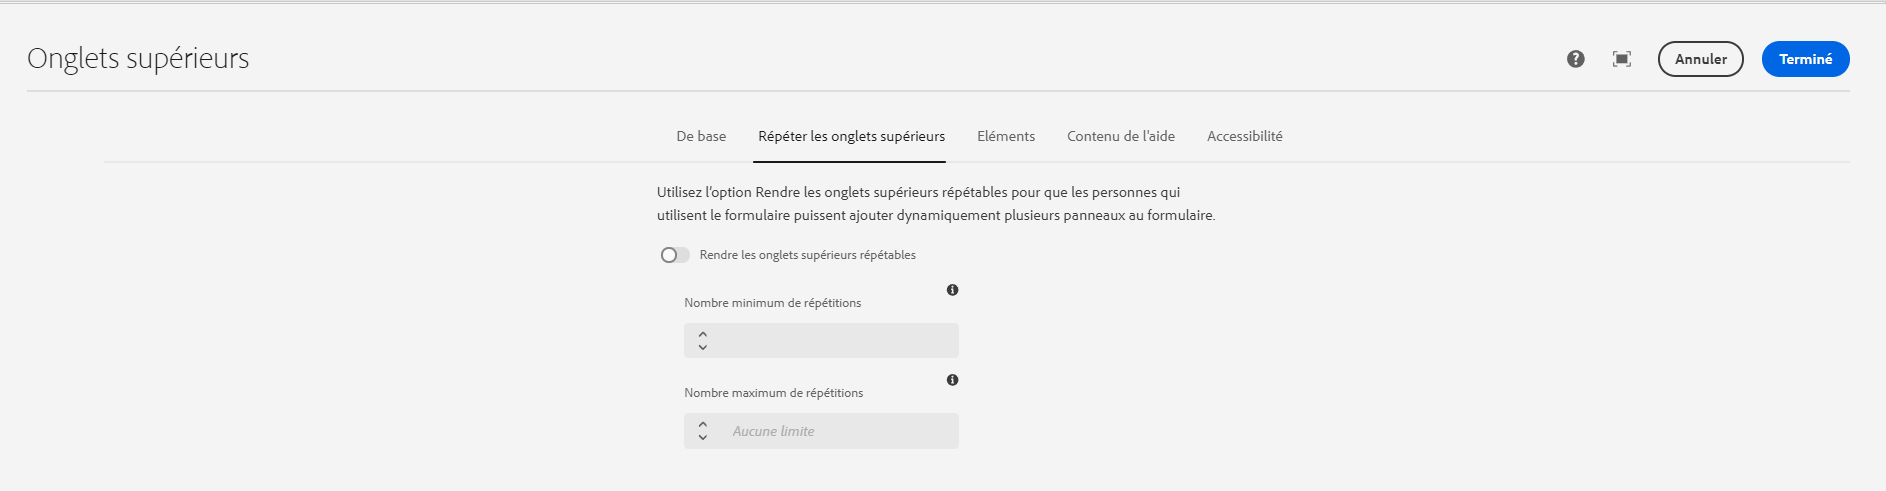 Onglets supérieurs
Annuler
Terminé
De base
Répéter les onglets supérieurs
Eléments
Contenu de l'aide
Accessibilité
Utilisez l'option Rendre les onglets supérieurs répétables pour que les personnes qui
utilisent le formulaire puissent ajouter dynamiquement plusieurs panneaux au formulaire.
Rendre les onglets supérieurs répétables
Nombre minimum de répétitions
Nombre maximum de répétitions
Aucune limite